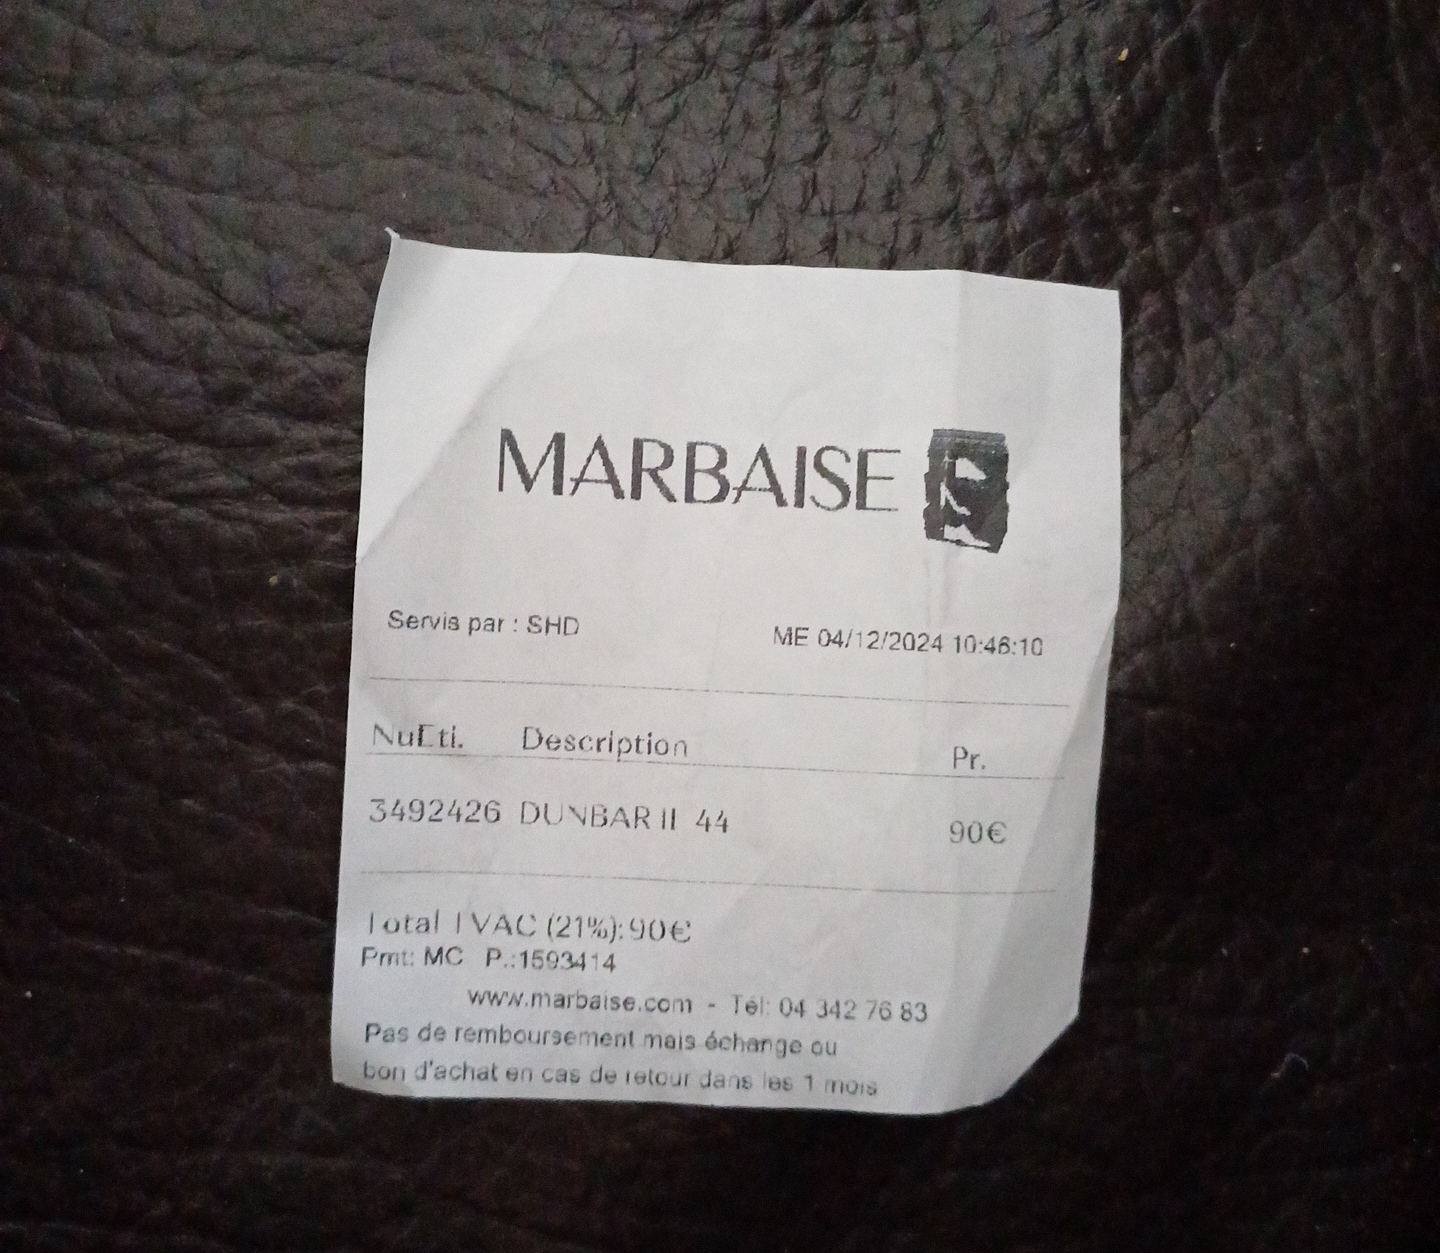 MARBAISE
Servis par : SHD ME 04/12/2024 10:46:10
NuEti. Description Pr.
3492426 DUNBAR II 44 90€
Total TVAC (21%):90€
Pmt: MC P.:1593414
www.marbaise.com - Tél: 04 342 76 83
Pas de remboursement mais échange ou
bon d'achat en cas de retour dans les 1 mois